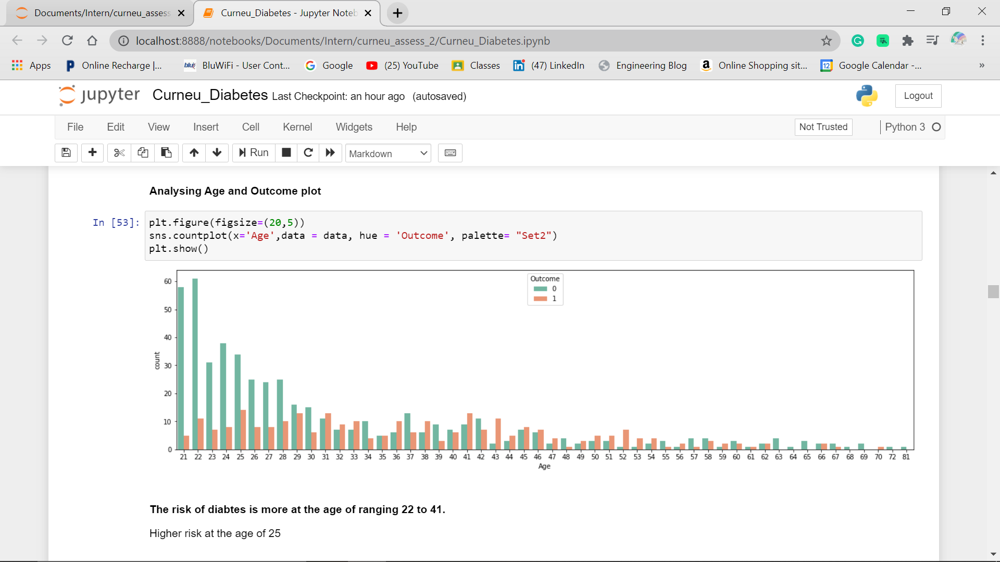 Documents/Intern/curneu_assess
Curneu_Diabetes - Jupyter Noteb
localhost:8888/notebooks/Documents/Intern/curneu_assess_2/Curneu_Diabetes.ipynb
Apps
Online Recharge |...
BluWiFi - User Cont...
Google
(25) YouTube
Classes
(47) LinkedIn
Engineering Blog
Online Shopping sit...
Google Calendar -...
jupyter Curneu_Diabetes Last Checkpoint: an hour ago (autosaved)
Logout
File Edit View Insert Cell Kernel Widgets Help
Not Trusted
Python 3
Run
Markdown
Analysing Age and Outcome plot
In [53]:
plt.figure(figsize=(20,5))
sns.countplot(x='Age',data = data, hue = 'Outcome', palette= "Set2")
plt.show()
Outcome
0
1
60
50
40
30
20
10
0
count
21 22 23 24 25 26 27 28 29 30 31 32 33 34 35 36 37 38 39 40 41 42 43 44 45 46 47 48 49 50 51 52 53 54 55 56 57 58 59 60 61 62 63 64 65 66 67 68 69 70 72 81
Age
The risk of diabtes is more at the age of ranging 22 to 41.
Higher risk at the age of 25